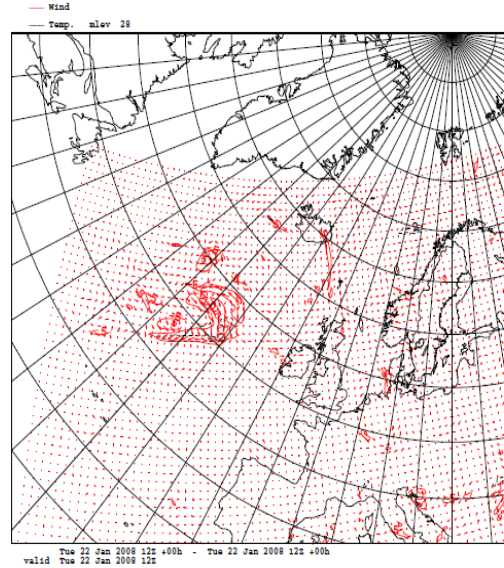 Wind
Temp. mlev 28
Tue 22 Jan 2008 12Z +00h - Tue 22 Jan 2008 12Z +00h
valid Tue 22 Jan 2008 12Z